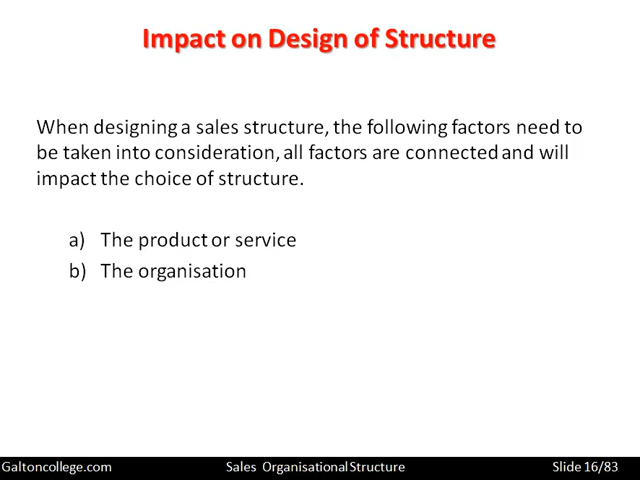 Impact on Design of Structure
When designing a sales structure, the following factors need to
be taken into consideration, all factors are connected and will
impact the choice of structure.
a) The product or service
b) The organisation
Galtoncollege.com Sales Organisational Structure Slide 16/83